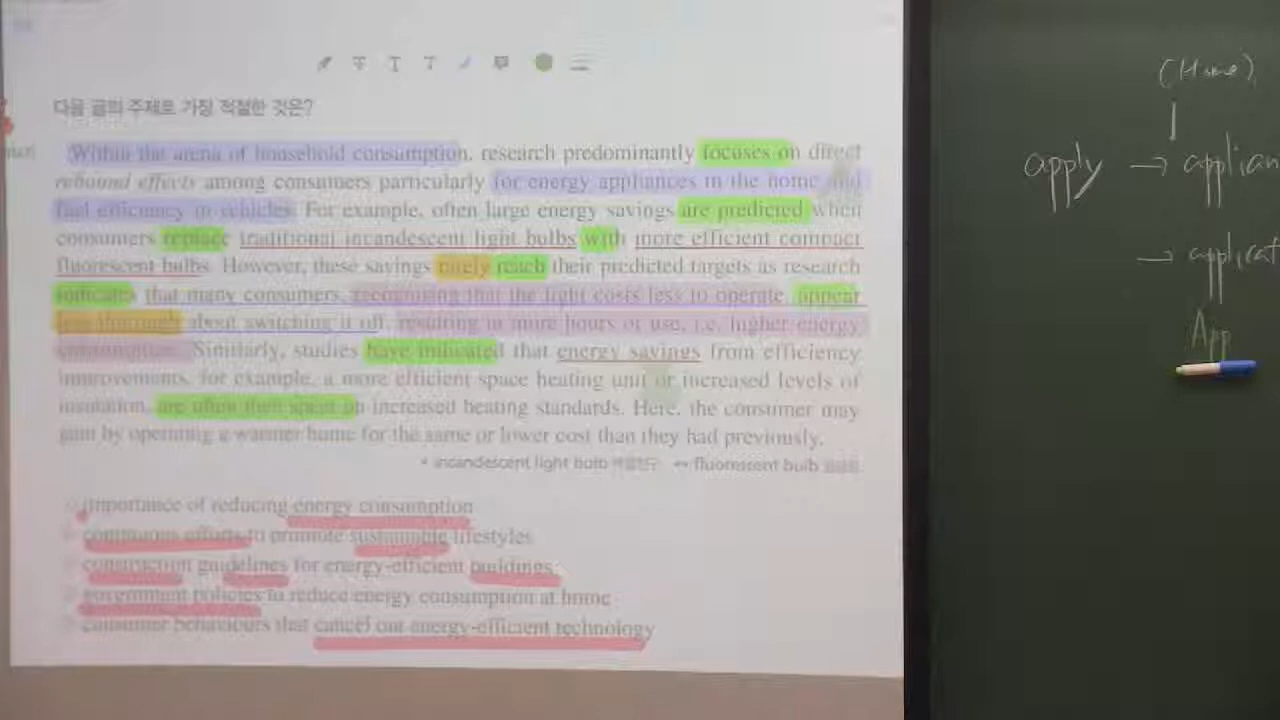 다음 글의 주제로 가장 적절한 것은?
Within the arena of household consumption, research predominantly focuses on direct
rebound effects among consumers particularly for energy appliances in the home and
fuel efficiency in vehicles. For example, often large energy savings are predicted when
consumers replace traditional incandescent light bulbs with more efficient compact
fluorescent bulbs. However, these savings rarely reach their predicted targets as research
indicates that many consumers, recognising that the light costs less to operate, appear
less thorough about switching it off, resulting in more hours of use, i.e. higher energy
consumption. Similarly, studies have indicated that energy savings from efficiency
improvements, for example, a more efficient space heating unit or increased levels of
insulation, are often then spent on increased heating standards. Here, the consumer may
gain by operating a warmer home for the same or lower cost than they had previously.
* incandescent light bulb 백열전구 ** fluorescent bulb 형광등
importance of reducing energy consumption
continuous efforts to promote sustainable lifestyles
construction guidelines for energy-efficient buildings
government policies to reduce energy consumption at home
consumer behaviours that cancel out energy-efficient technology
(Home)
apply → applian
→ applicat
App